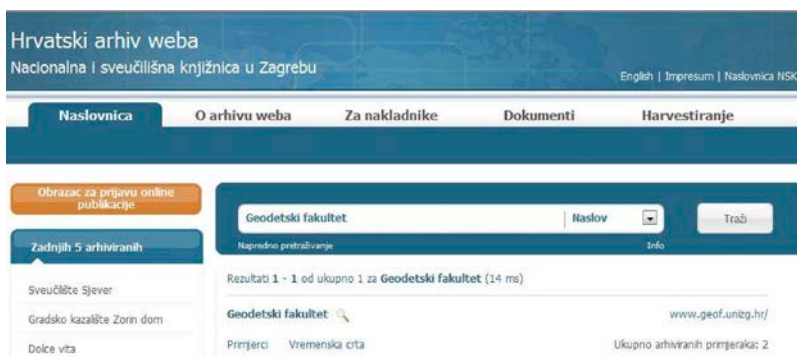 Hrvatski arhiv weba
Nacionalna i sveučilišna knjižnica u Zagrebu
English | Impresum | Naslovnica NSK
Naslovnica O arhivu weba Za nakladnike Dokumenti Harvestiranje
Obrazac za prijavu online
publikacije
Zadnjih 5 arhiviranih
Sveučilište Sjever
Gradsko kazalište Zorin dom
Dolce vita
Geodetski fakultet Naslov Traži
Napredno pretraživanje Info
Rezultati 1 - 1 od ukupno 1 za Geodetski fakultet (14 ms)
Geodetski fakultet www.geof.unizg.hr/
Primjerci Vremenska crta Ukupno arhiviranih primjeraka: 2